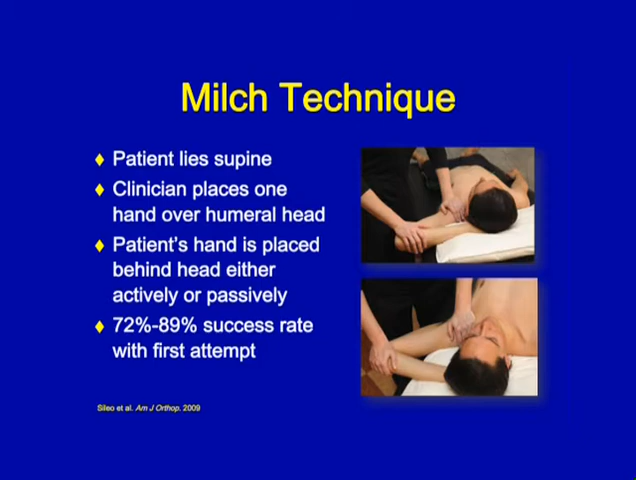 Milch Technique
Patient lies supine
Clinician places one
hand over humeral head
Patient's hand is placed
behind head either
actively or passively
72%-89% success rate
with first attempt
Sileo et al. Am J Orthop. 2009